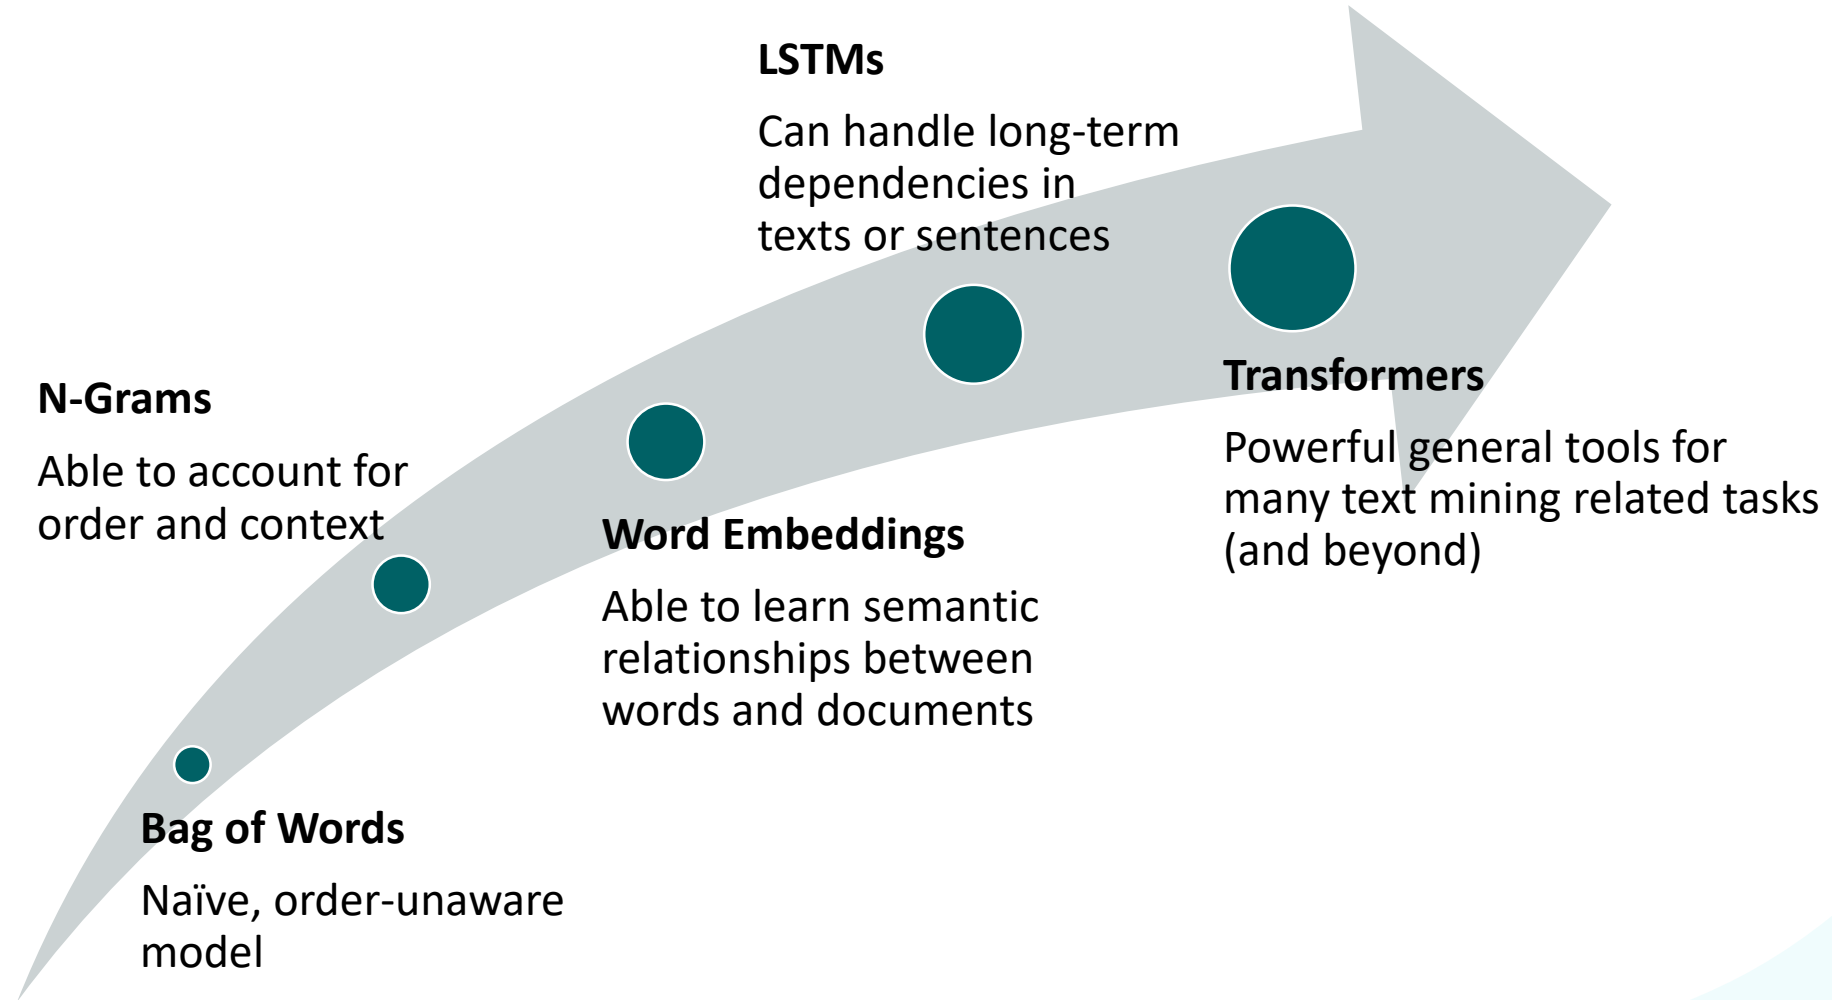 LSTMs
Can handle long-term
dependencies in
texts or sentences
N-Grams
Able to account for
order and context
Transformers
Powerful general tools for
many text mining related tasks
(and beyond)
Word Embeddings
Able to learn semantic
relationships between
words and documents
Bag of Words
Naïve, order-unaware
model